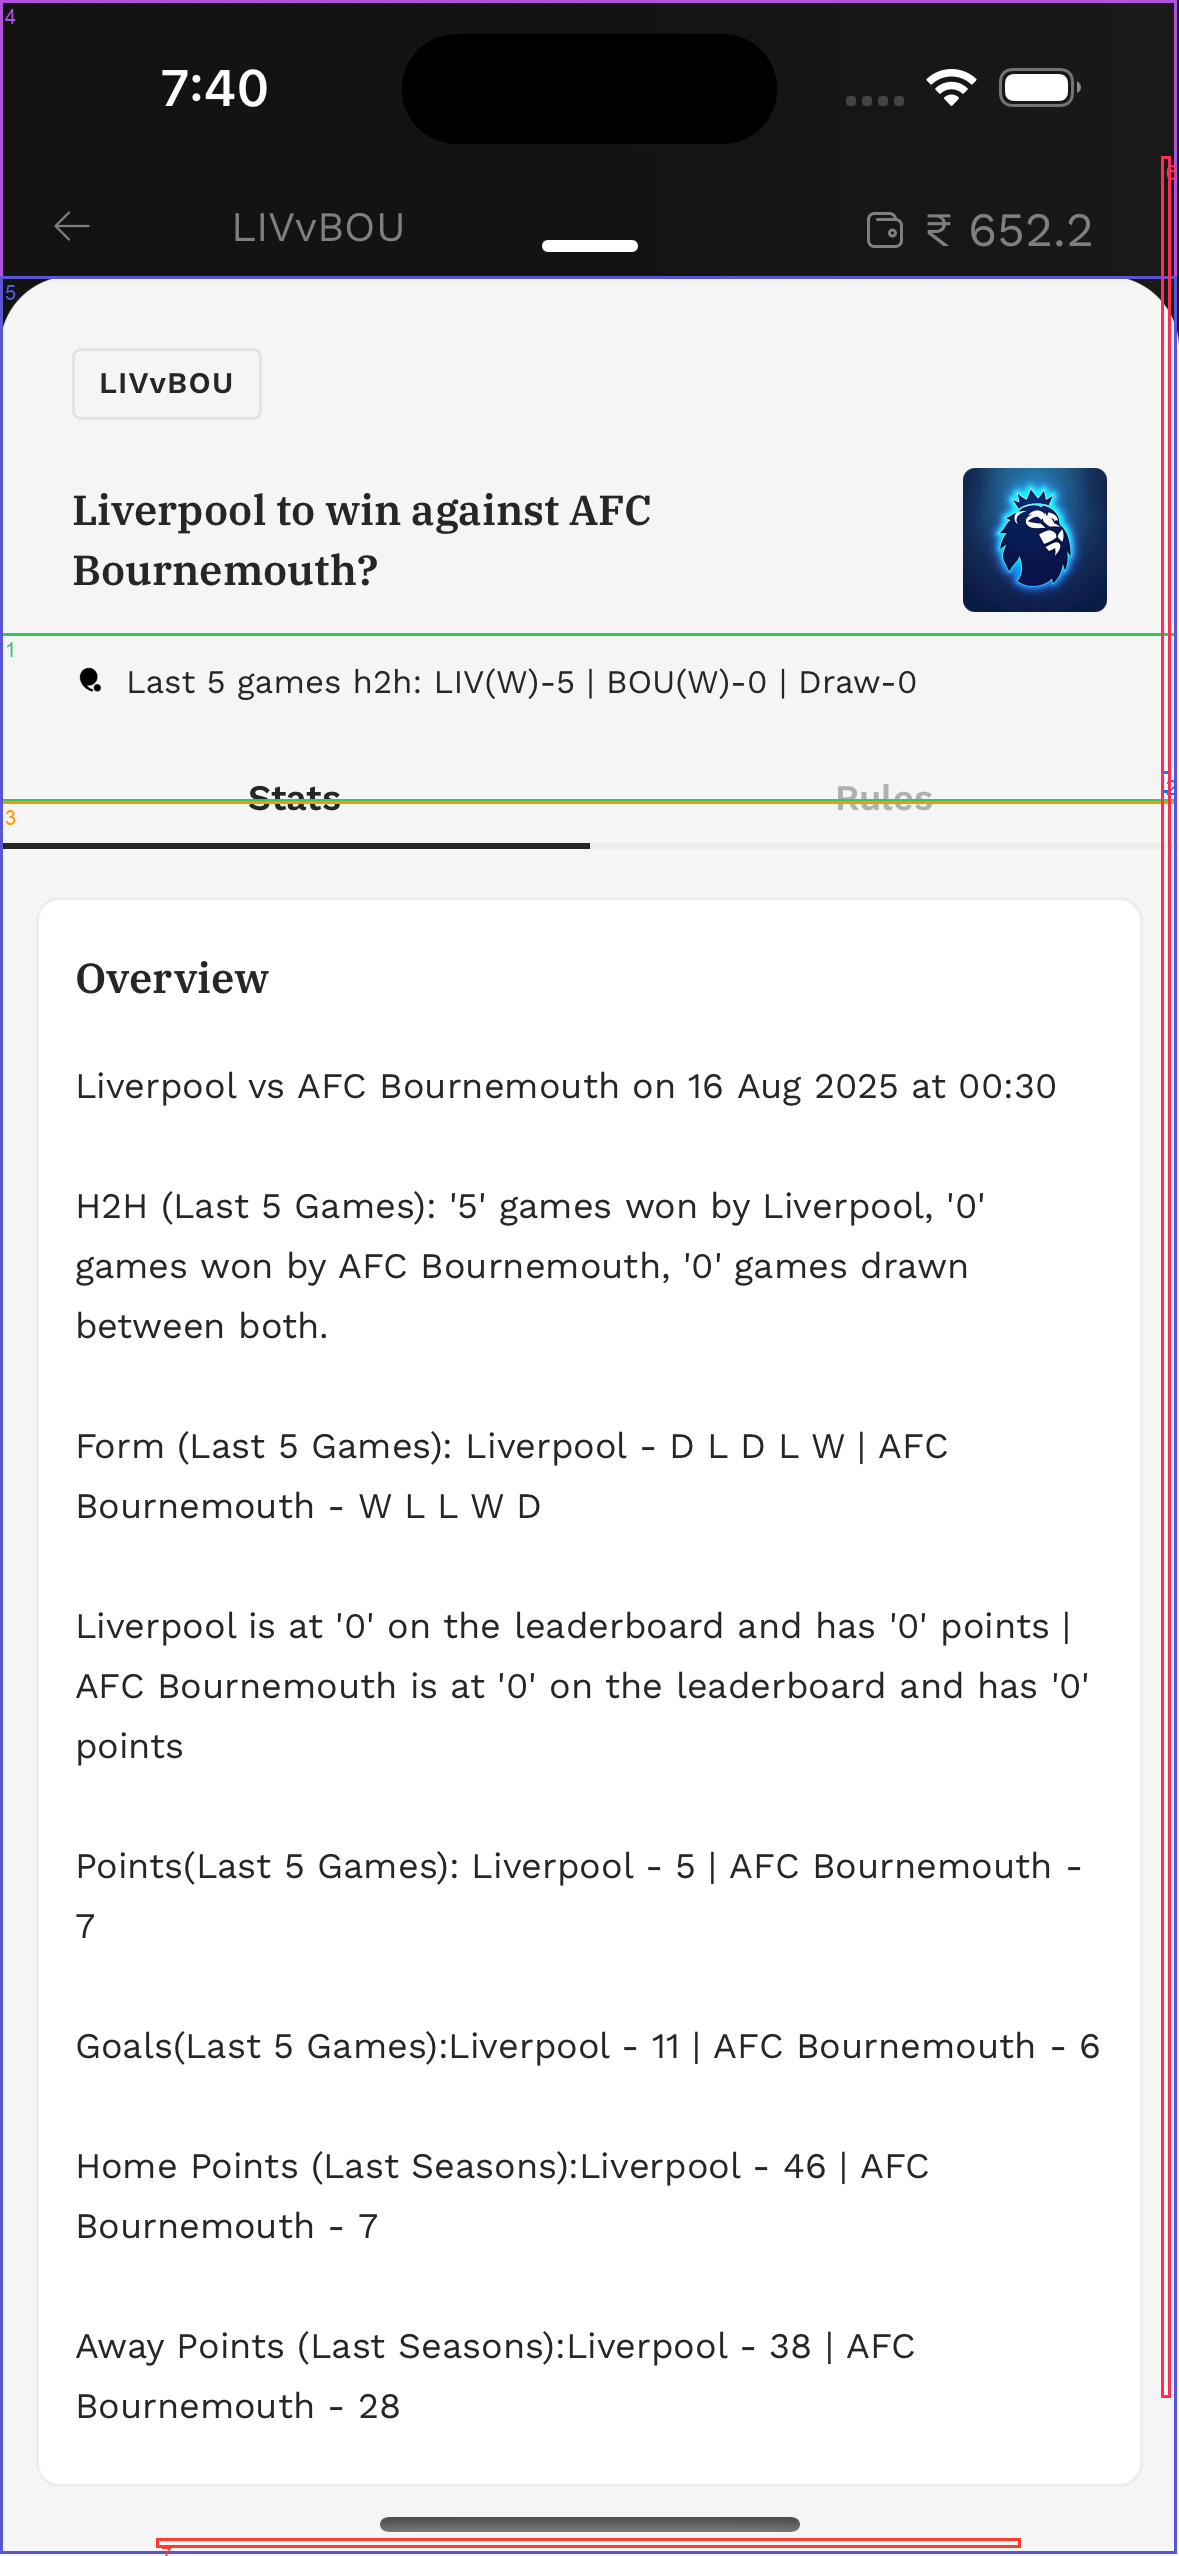 7:40
LIVvBOU
₹ 652.2
LIVvBOU
Liverpool to win against AFC
Bournemouth?
Last 5 games h2h: LIV(W)-5 | BOU(W)-0 | Draw-0
Stats
Rules
Overview
Liverpool vs AFC Bournemouth on 16 Aug 2025 at 00:30
H2H (Last 5 Games): '5' games won by Liverpool, '0'
games won by AFC Bournemouth, '0' games drawn
between both.
Form (Last 5 Games): Liverpool - D L D L W | AFC
Bournemouth - W L L W D
Liverpool is at '0' on the leaderboard and has '0' points |
AFC Bournemouth is at '0' on the leaderboard and has '0'
points
Points(Last 5 Games): Liverpool - 5 | AFC Bournemouth -
7
Goals(Last 5 Games):Liverpool - 11 | AFC Bournemouth - 6
Home Points (Last Seasons):Liverpool - 46 | AFC
Bournemouth - 7
Away Points (Last Seasons):Liverpool - 38 | AFC
Bournemouth - 28
4
5
1
3
6
2
7